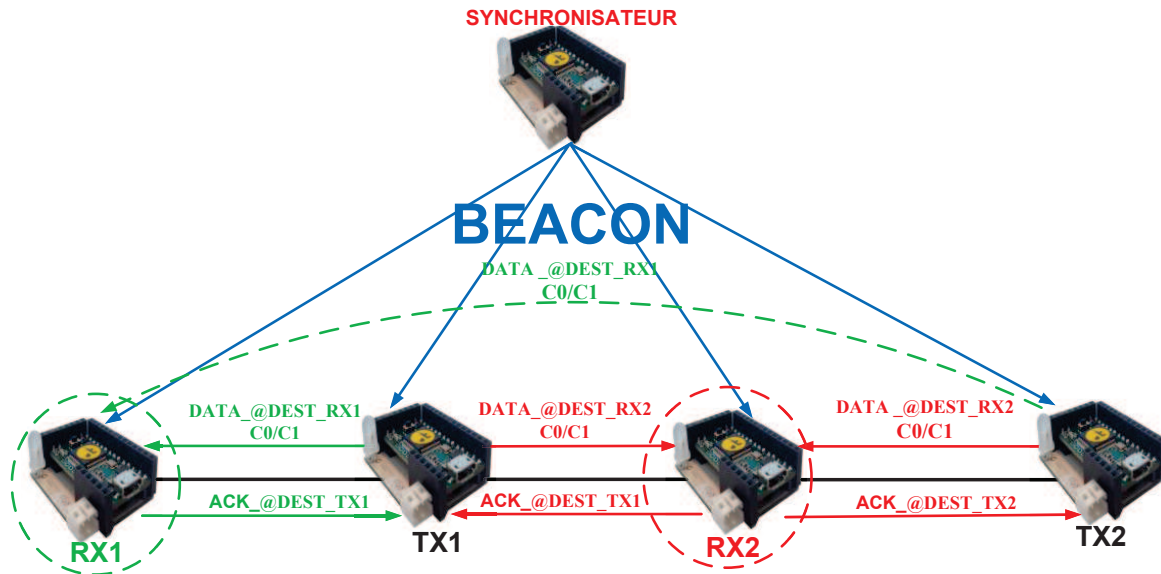 SYNCHRONISATEUR
BEACON
DATA _@DEST_RX1
C0/C1
DATA_@DEST_RX1
C0/C1
DATA_@DEST_RX2
C0/C1
DATA _@DEST_RX2
C0/C1
ACK_@DEST_TX1
ACK_@DEST_TX1
ACK_@DEST_TX2
RX1
TX1
RX2
TX2